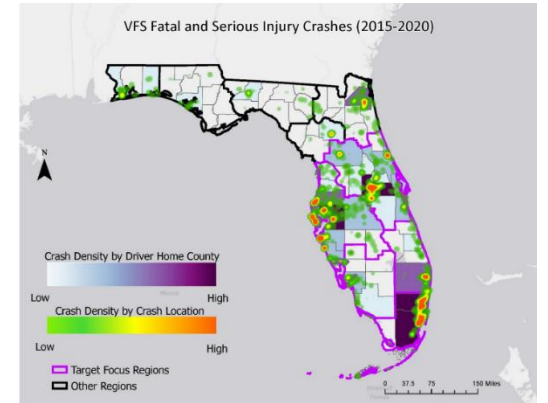 VFS Fatal and Serious Injury Crashes (2015-2020)
N
Crash Density by Driver Home County
Low
High
Crash Density by Crash Location
Low
High
Target Focus Regions
Other Regions
0 37.5 75 150 Miles